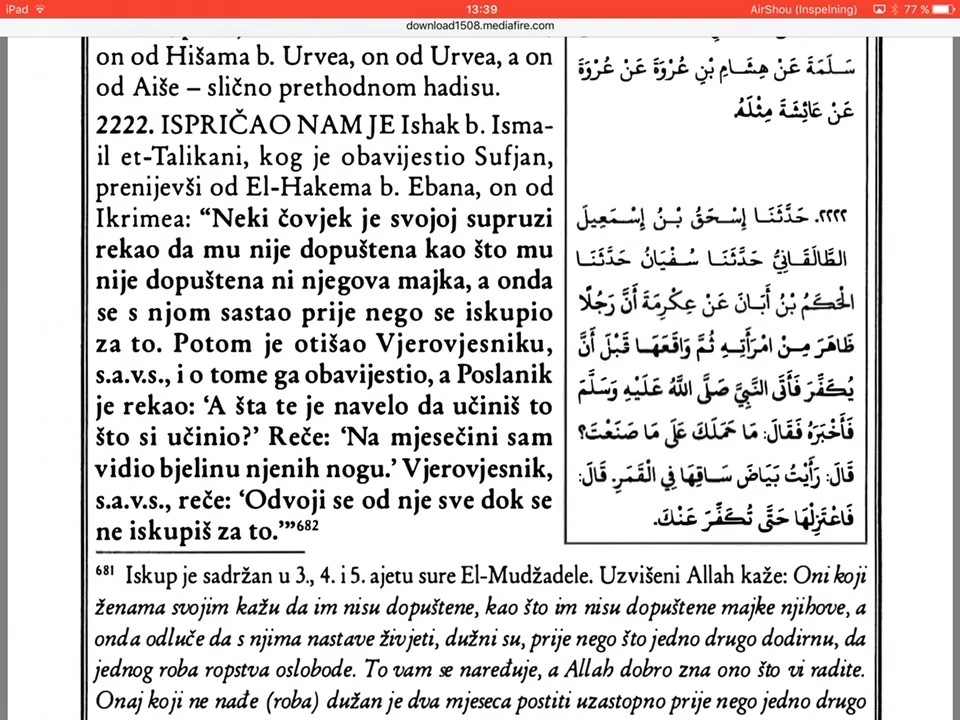 iPad
13:39
AirShou (Inspelning)
77 %
download1508.mediafire.com
on od Hišama b. Urvea, on od Urvea, a on
od Aiše – slično prethodnom hadisu.
2222. ISPRIČAO NAM JE Ishak b. Isma-
il et-Talikani, kog je obavijestio Sufjan,
prenijevši od El-Hakema b. Ebana, on od
Ikrimea: “Neki čovjek je svojoj supruzi
rekao da mu nije dopuštena kao što mu
nije dopuštena ni njegova majka, a onda
se s njom sastao prije nego se iskupio
za to. Potom je otišao Vjerovjesniku,
s.a.v.s., i o tome ga obavijestio, a Poslanik
je rekao: ‘A šta te je navelo da učiniš to
što si učinio?’ Reče: ‘Na mjesečini sam
vidio bjelinu njenih nogu.’ Vjerovjesnik,
s.a.v.s., reče: ‘Odvoji se od nje sve dok se
ne iskupiš za to.’”682
سَلَمَةَ عَنْ هِشَامِ بْنِ عُرْوَةَ عَنْ عُرْوَةَ
عَنْ عَائِشَةَ مِثْلَهُ.
٢٢٢٢. حَدَّثَنَا إِسْحَقُ بْنُ إِسْمَعِيلَ
الطَّالَقَانِيُّ حَدَّثَنَا سُفْيَانُ حَدَّثَنَا
الْحَكَمُ بْنُ أَبَانَ عَنْ عِكْرِمَةَ أَنَّ رَجُلًا
ظَاهَرَ مِنْ امْرَأَتِهِ ثُمَّ وَاقَعَهَا قَبْلَ أَنْ
يُكَفِّرَ فَأَتَى النَّبِيَّ صَلَّى اللَّهُ عَلَيْهِ وَسَلَّمَ
فَأَخْبَرَهُ فَقَالَ: مَا حَمَلَكَ عَلَى مَا صَنَعْتَ؟
قَالَ: رَأَيْتُ بَيَاضَ سَاقِهَا فِي الْقَمَرِ. قَالَ:
فَاعْتَزِلْهَا حَتَّى تُكَفِّرَ عَنْكَ.
681 Iskup je sadržan u 3., 4. i 5. ajetu sure El-Mudžadele. Uzvišeni Allah kaže: Oni koji
ženama svojim kažu da im nisu dopuštene, kao što im nisu dopuštene majke njihove, a
onda odluče da s njima nastave živjeti, dužni su, prije nego što jedno drugo dodirnu, da
jednog roba ropstva oslobode. To vam se naređuje, a Allah dobro zna ono što vi radite.
Onaj koji ne nađe (roba) dužan je dva mjeseca postiti uzastopno prije nego jedno drugo